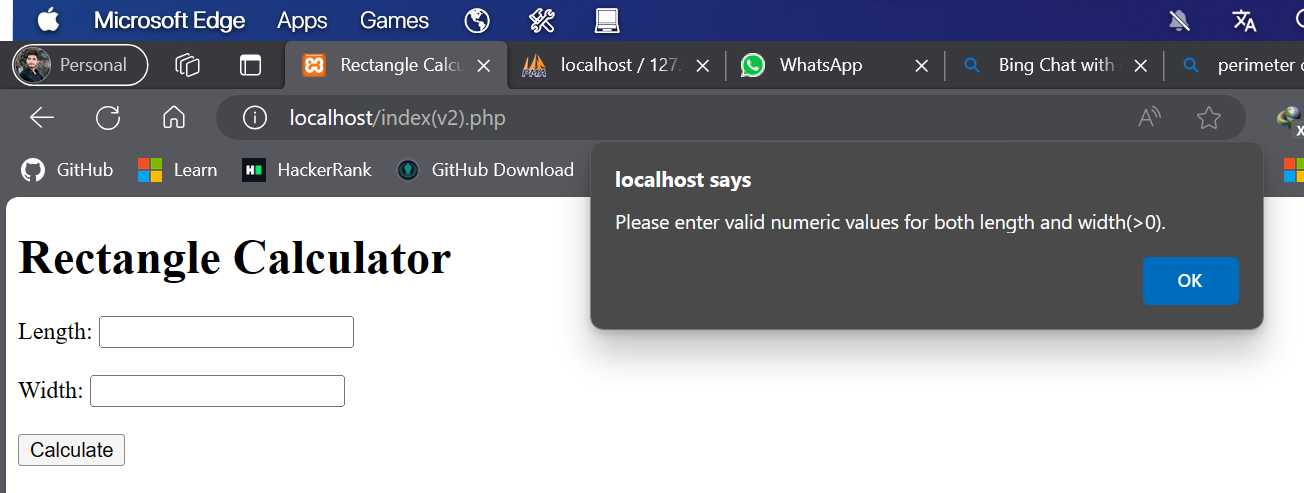 Microsoft Edge Apps Games
Personal
Rectangle Calcu
localhost / 127.
WhatsApp
Bing Chat with
perimeter
localhost/index(v2).php
GitHub
Learn
HackerRank
GitHub Download
localhost says
Please enter valid numeric values for both length and width(>0).
OK
Rectangle Calculator
Length:
Width:
Calculate